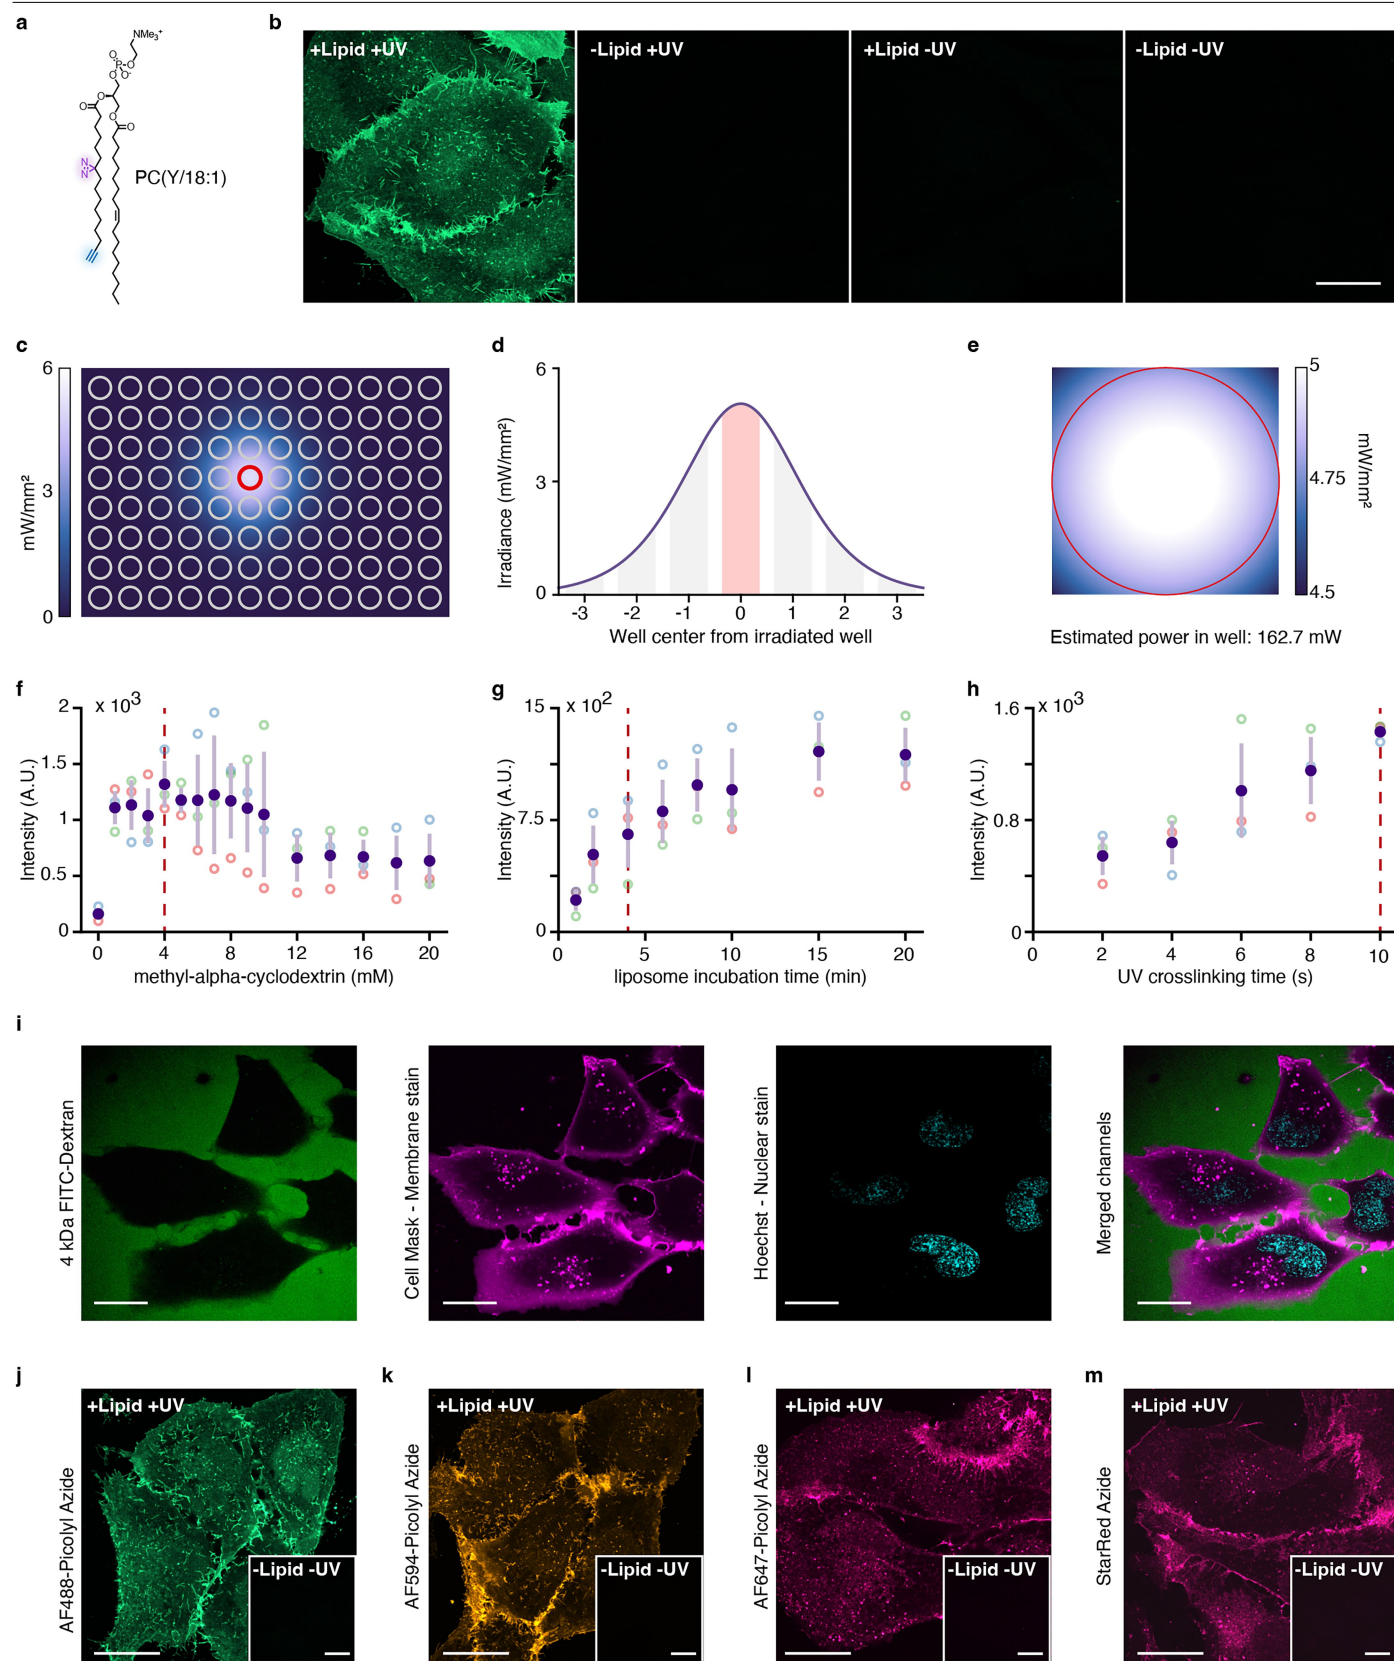 a
NMe₃⁺
O
P
O
O⁻
O
O
O
O
O
N
N
PC(Y/18:1)
b
+Lipid +UV
-Lipid +UV
+Lipid -UV
-Lipid -UV
c
6
3
0
mW/mm²
d
6
3
0
Irradiance (mW/mm²)
-3 -2 -1 0 1 2 3
Well center from irradiated well
e
5
4.75
4.5
mW/mm²
Estimated power in well: 162.7 mW
f
2
1.5
1
0.5
0
x 10³
Intensity (A.U.)
0 4 8 12 16 20
methyl-alpha-cyclodextrin (mM)
g
15
7.5
0
x 10²
Intensity (A.U.)
0 5 10 15 20
liposome incubation time (min)
h
1.6
0.8
0
x 10³
Intensity (A.U.)
0 2 4 6 8 10
UV crosslinking time (s)
i
4 kDa FITC-Dextran
Cell Mask - Membrane stain
Hoechst - Nuclear stain
Merged channels
j
AF488-Picolyl Azide
+Lipid +UV
-Lipid -UV
k
AF594-Picolyl Azide
+Lipid +UV
-Lipid -UV
l
AF647-Picolyl Azide
+Lipid +UV
-Lipid -UV
m
StarRed Azide
+Lipid +UV
-Lipid -UV